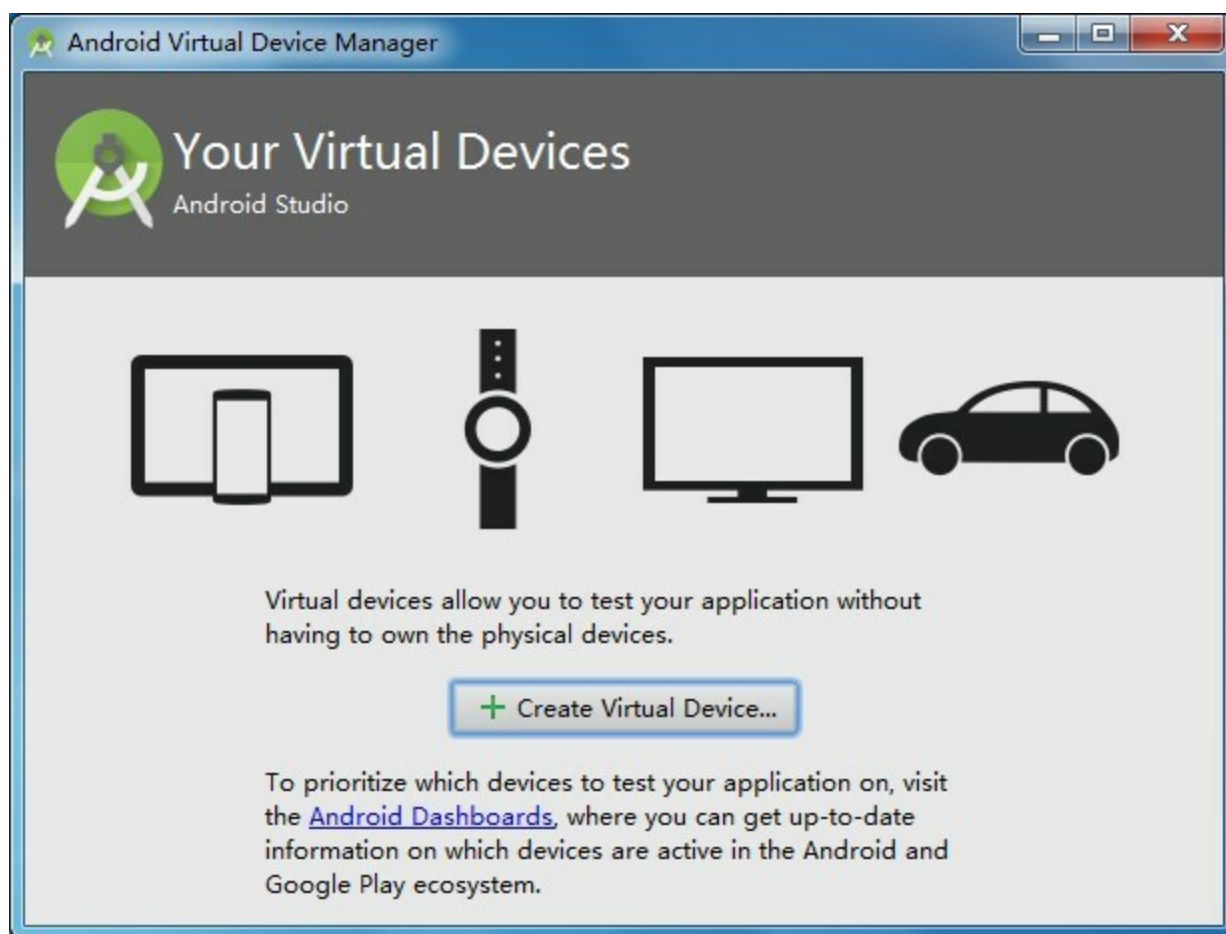 Android Virtual Device Manager
Your Virtual Devices
Android Studio
Virtual devices allow you to test your application without
having to own the physical devices.
Create Virtual Device...
To prioritize which devices to test your application on, visit
the Android Dashboards, where you can get up-to-date
information on which devices are active in the Android and
Google Play ecosystem.